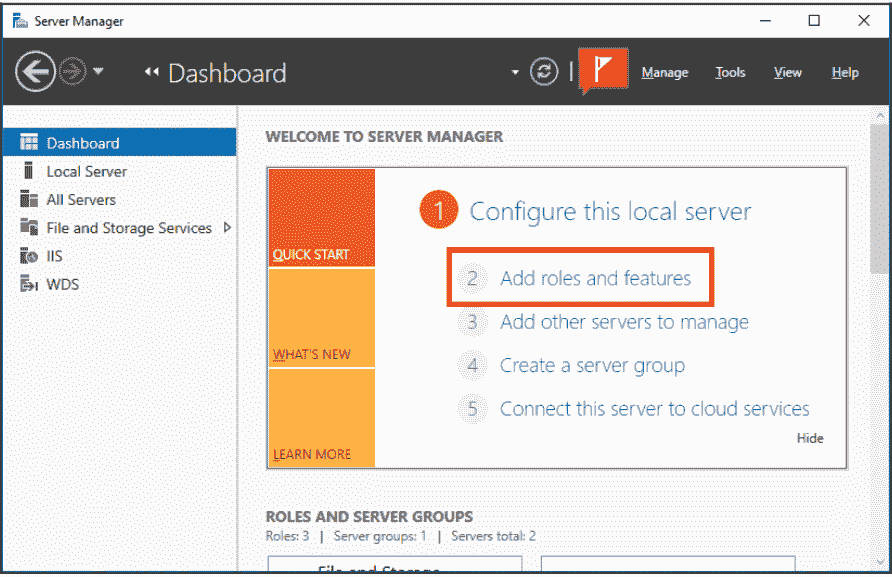 Server Manager
Dashboard
Manage Tools View Help
Dashboard
Local Server
All Servers
File and Storage Services
IIS
WDS
WELCOME TO SERVER MANAGER
QUICK START
WHAT'S NEW
LEARN MORE
1 Configure this local server
2 Add roles and features
3 Add other servers to manage
4 Create a server group
5 Connect this server to cloud services
Hide
ROLES AND SERVER GROUPS
Roles: 3 | Server groups: 1 | Servers total: 2
File and Storage